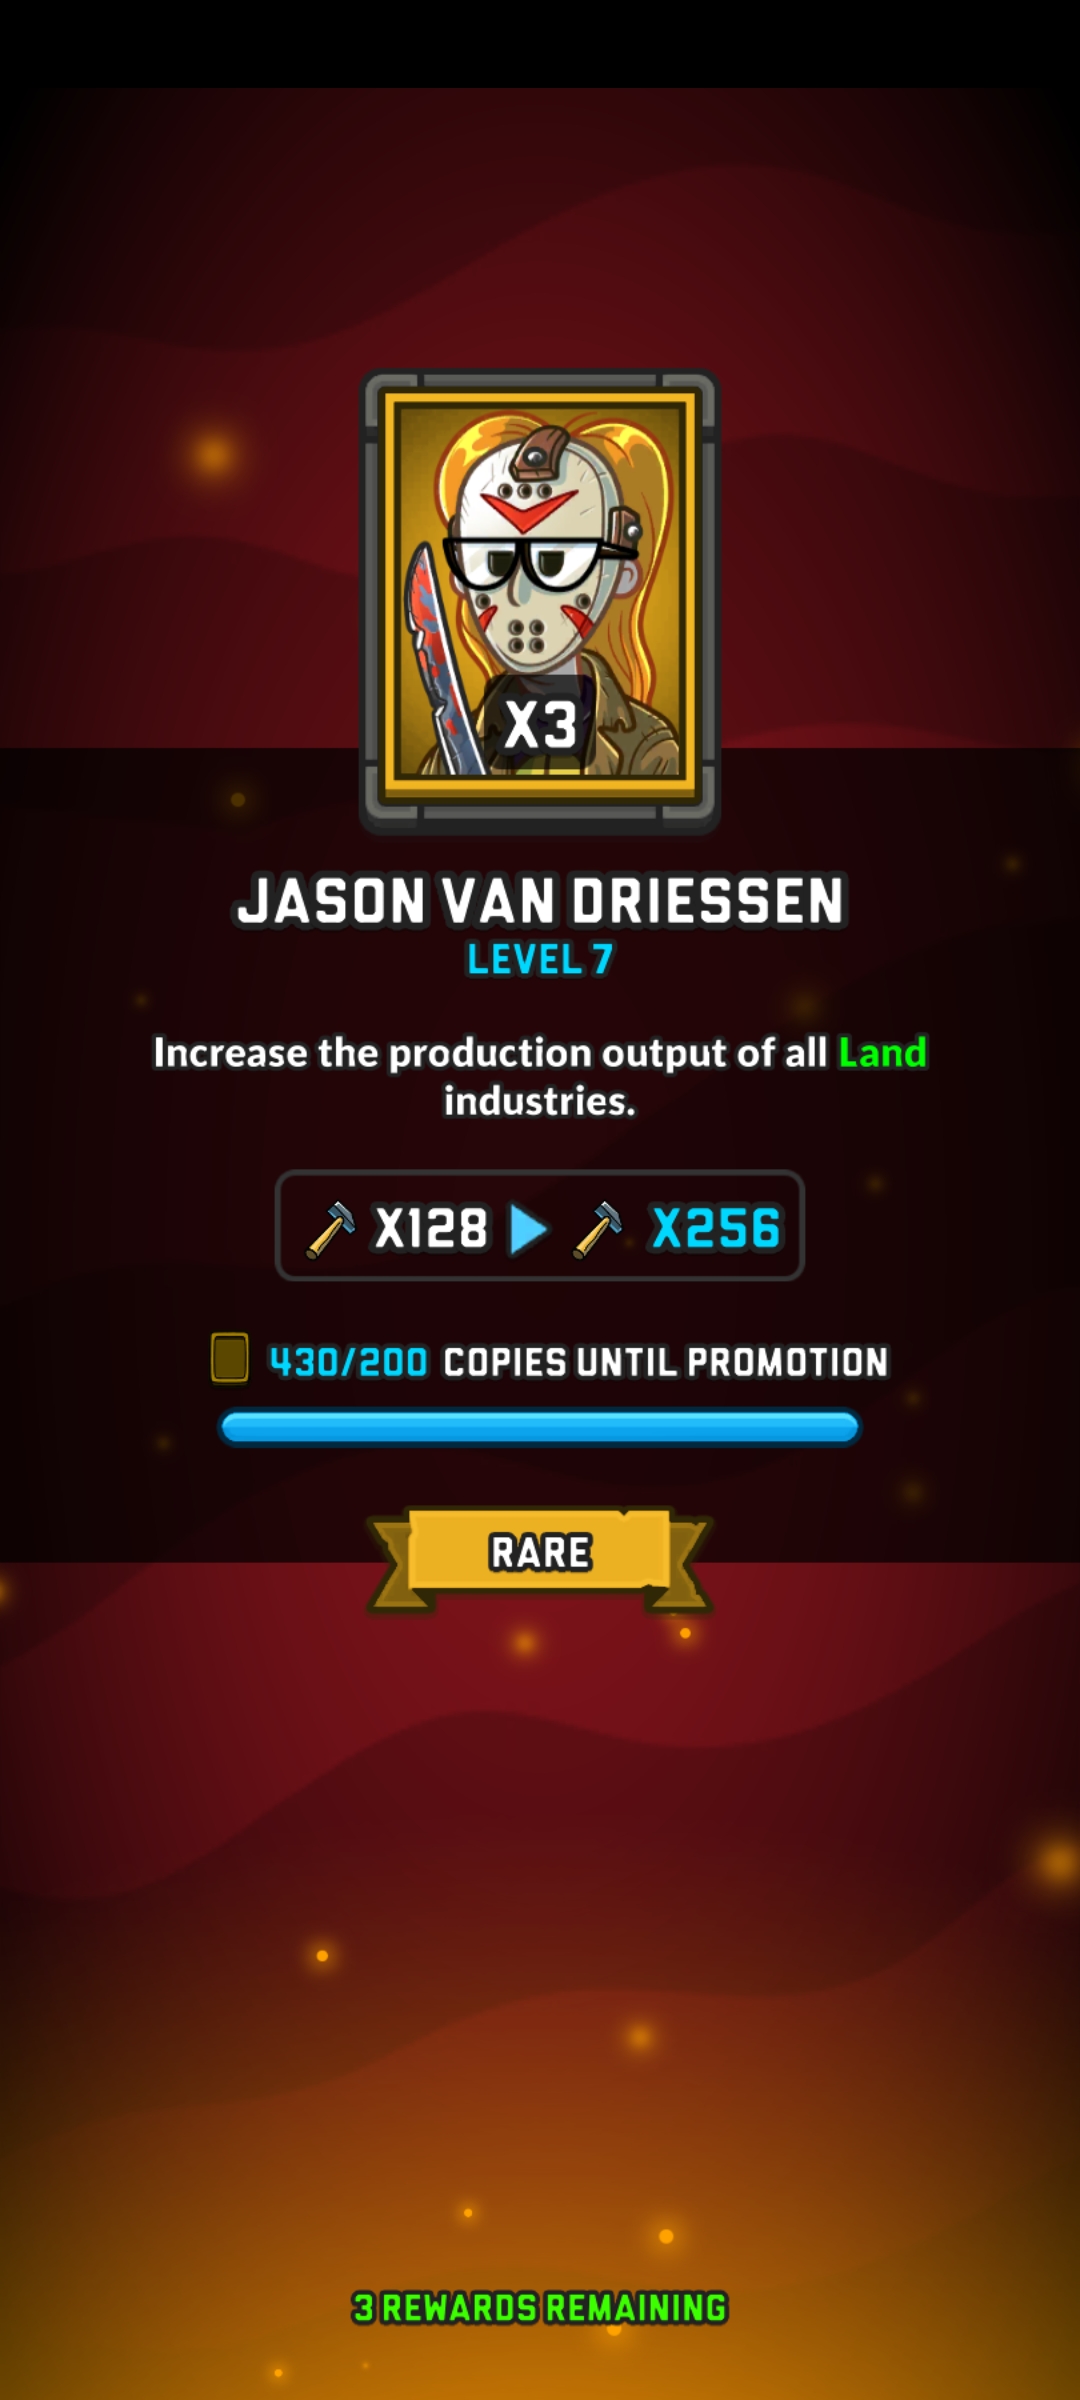 X3
JASON VAN DRIESSEN
LEVEL 7
Increase the production output of all Land
industries.
X128 X256
430/200 COPIES UNTIL PROMOTION
RARE
3 REWARDS REMAINING